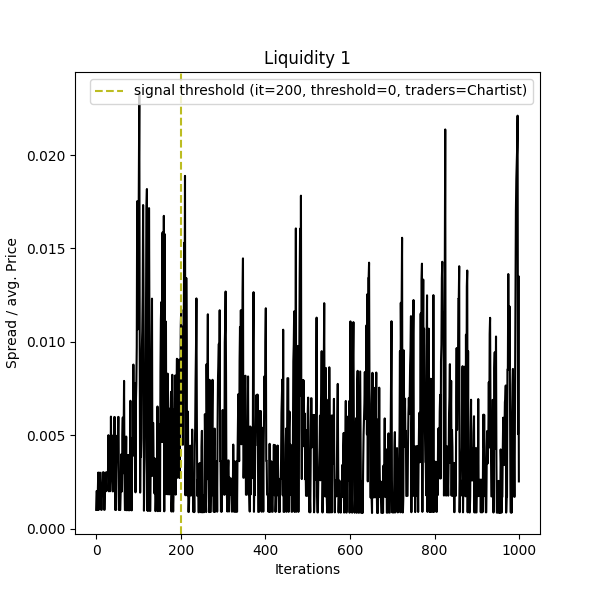 Liquidity 1
signal threshold (it=200, threshold=0, traders=Chartist)
0.020
0.015
0.010
0.005
0.000
Spread / avg. Price
0 200 400 600 800 1000
Iterations